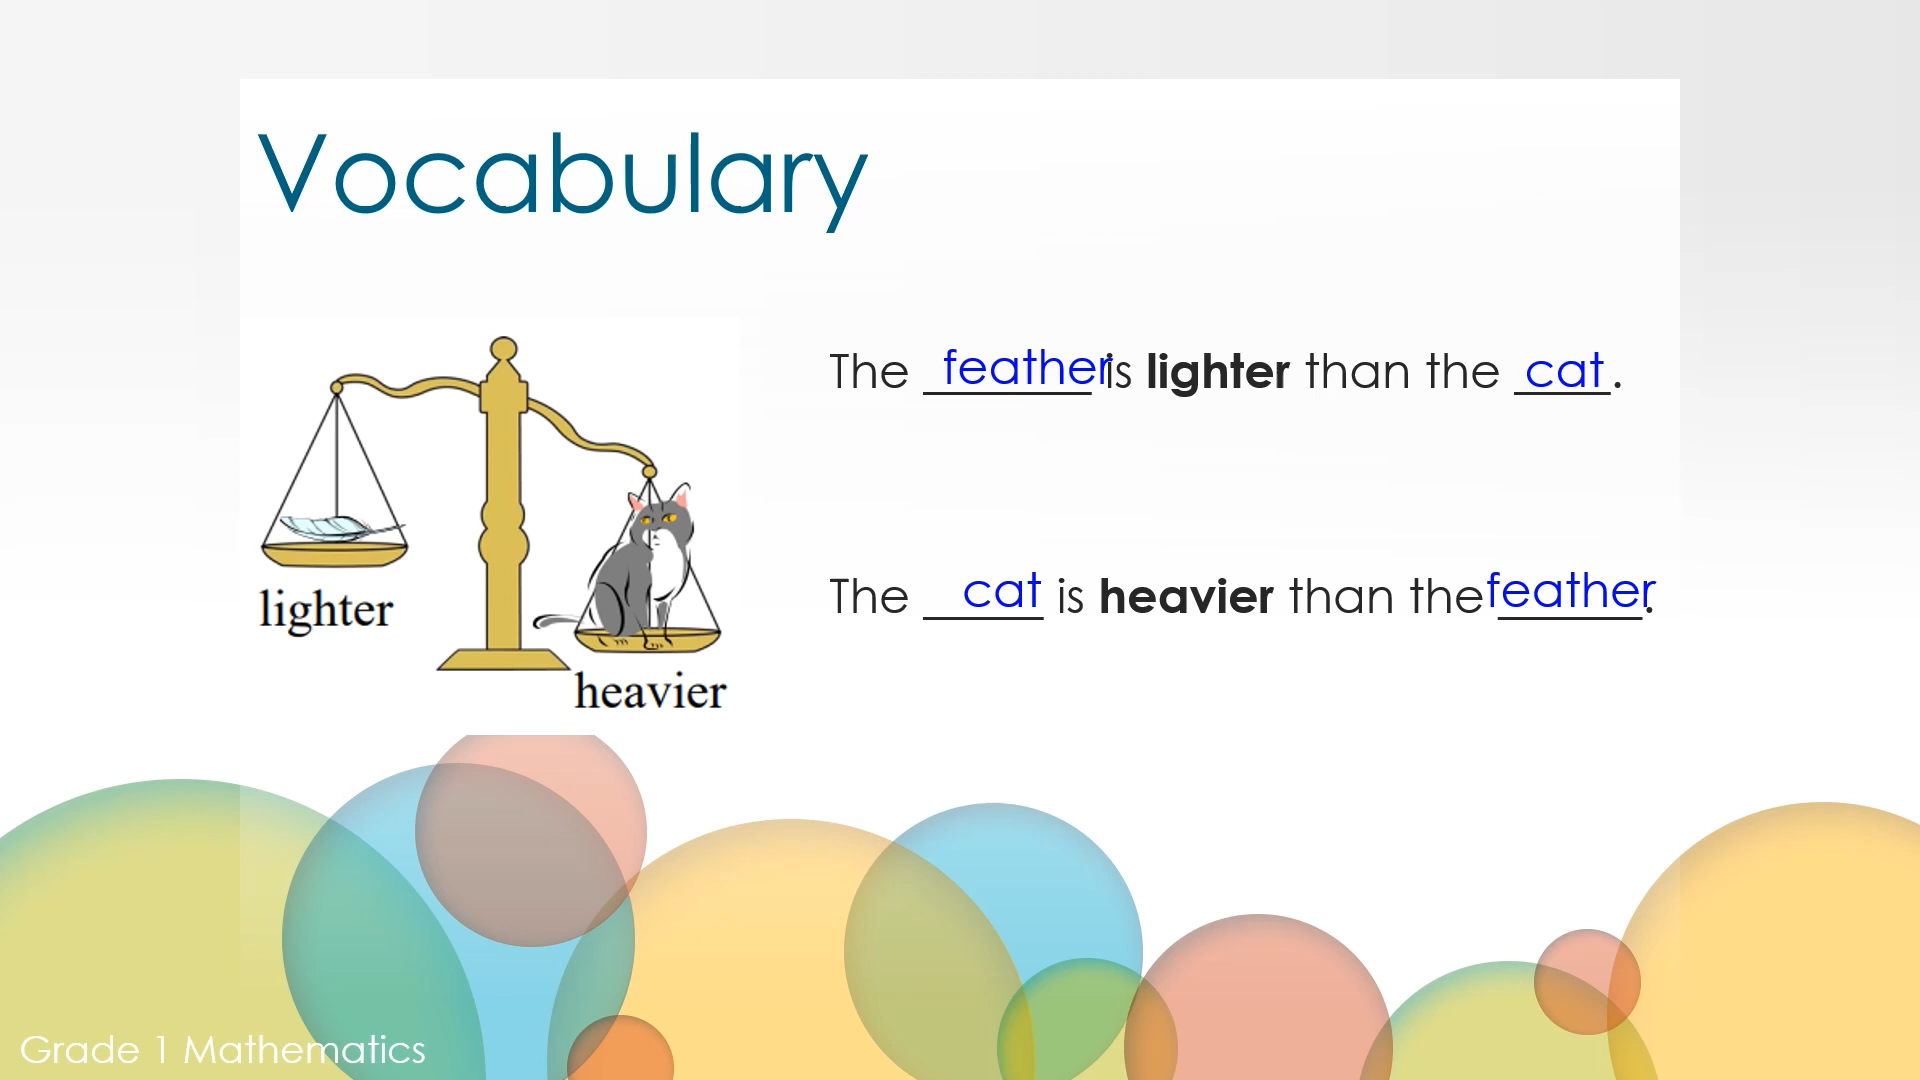 Vocabulary
The feather is lighter than the cat.
lighter
The cat is heavier than the feather.
heavier
Grade 1 Mathematics